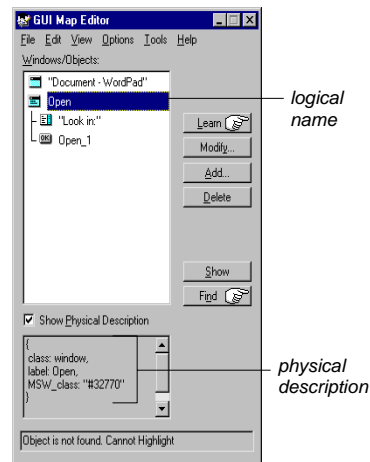 GUI Map Editor
File Edit View Options Tools Help
Windows/Objects:
"Document - WordPad"
Open
"Look in:"
OK Open_1
logical
name
Learn
Modify...
Add...
Delete
Show
Find
Show Physical Description
{
class: window,
label: Open,
MSW_class: "#32770"
}
physical
description
Object is not found. Cannot Highlight